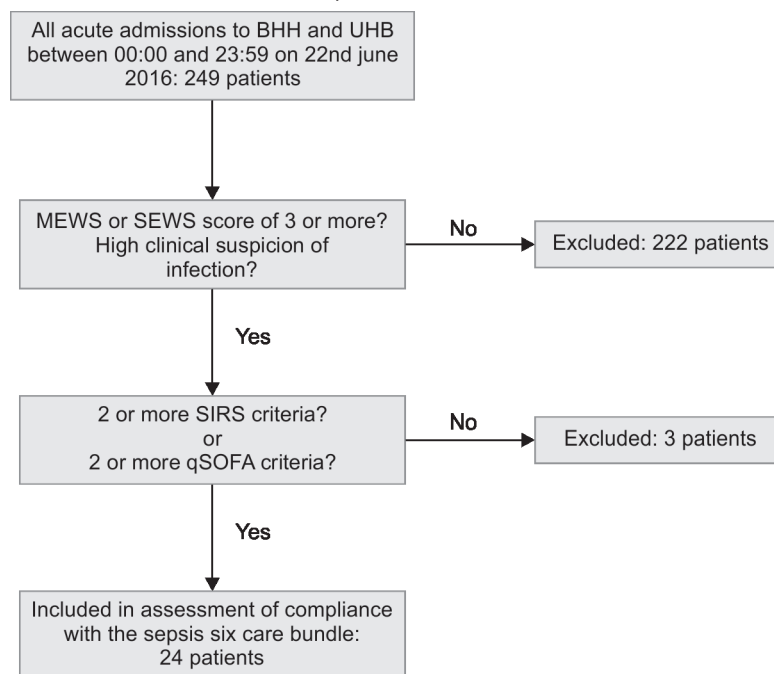 All acute admissions to BHH and UHB
between 00:00 and 23:59 on 22nd june
2016: 249 patients
MEWS or SEWS score of 3 or more?
High clinical suspicion of
infection?
No
Excluded: 222 patients
Yes
2 or more SIRS criteria?
or
2 or more qSOFA criteria?
No
Excluded: 3 patients
Yes
Included in assessment of compliance
with the sepsis six care bundle:
24 patients